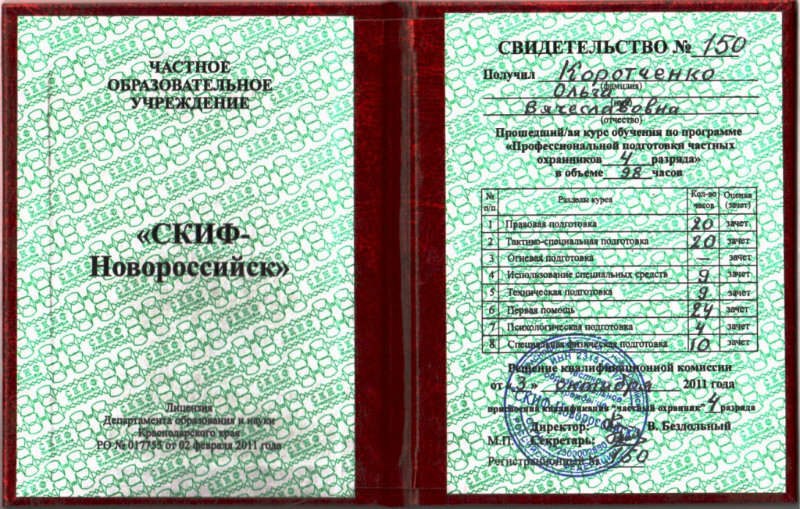 ЧАСТНОЕ
ОБРАЗОВАТЕЛЬНОЕ
УЧРЕЖДЕНИЕ
«СКИФ-
Новороссийск»
Лицензия
Департамента образования и науки
Краснодарского края
РО № 017755 от 02 февраля 2011 года
СВИДЕТЕЛЬСТВО № 150
Получил Коротченко
(фамилия)
Ольга
(имя)
Вячеславовна
(отчество)
Прошедший/ая курс обучения по программе
«Профессиональной подготовки частных
охранников 4 разряда»
в объеме 98 часов
№ п/п Разделы курса Кол-во часов Оценка (зачет)
1 Правовая подготовка 20 зачет
2 Тактико-специальная подготовка 20 зачет
3 Огневая подготовка — зачет
4 Использование специальных средств 9 зачет
5 Техническая подготовка 9 зачет
6 Первая помощь 24 зачет
7 Психологическая подготовка 4 зачет
8 Специальная физическая подготовка 10 зачет
Решение квалификационной комиссии
от «3» октября 2011 года
присвоена квалификация "частный охранник" 4 разряда
Директор: В. Бездольный
М.П. Секретарь:
Регистрационный № 150